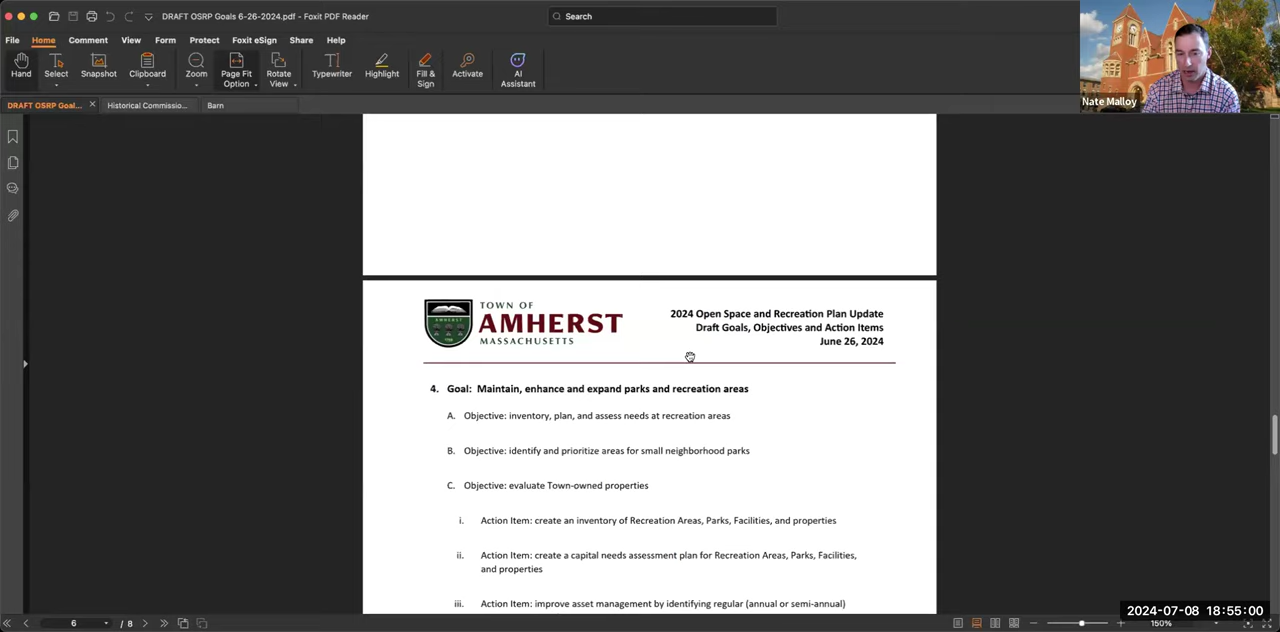 DRAFT OSRP Goals 6-26-2024.pdf - Foxit PDF Reader
Search
File Home Comment View Form Protect Foxit eSign Share Help
Hand Select Snapshot Clipboard Zoom Page Fit Option Rotate View Typewriter Highlight Fill & Sign Activate AI Assistant
Nate Malloy
DRAFT OSRP Goal... Historical Commissio... Barn
TOWN OF
AMHERST
MASSACHUSETTS
2024 Open Space and Recreation Plan Update
Draft Goals, Objectives and Action Items
June 26, 2024
4. Goal: Maintain, enhance and expand parks and recreation areas
A. Objective: inventory, plan, and assess needs at recreation areas
B. Objective: identify and prioritize areas for small neighborhood parks
C. Objective: evaluate Town-owned properties
i. Action Item: create an inventory of Recreation Areas, Parks, Facilities, and properties
ii. Action Item: create a capital needs assessment plan for Recreation Areas, Parks, Facilities,
and properties
iii. Action Item: improve asset management by identifying regular (annual or semi-annual)
2024-07-08 18:55:00
6 / 8 150%